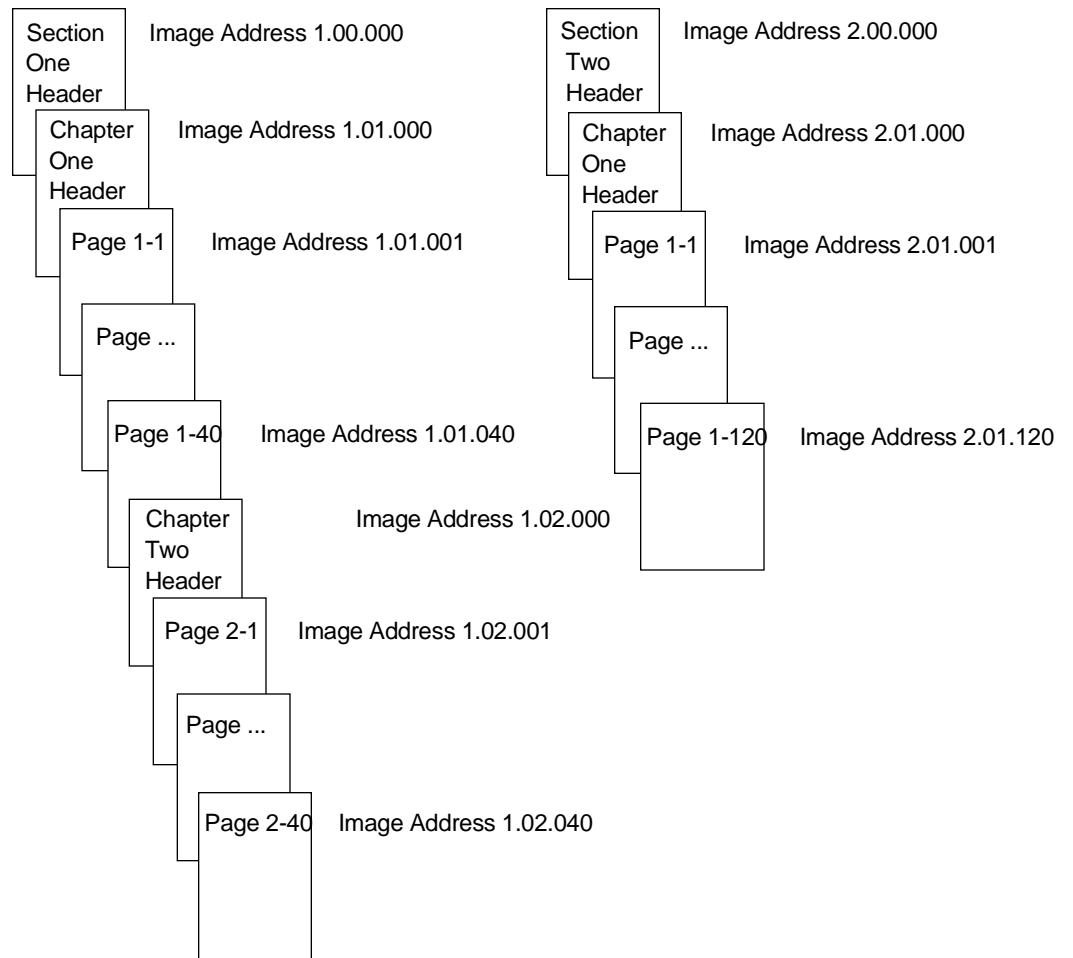 Section
One
Header
Image Address 1.00.000
Chapter
One
Header
Image Address 1.01.000
Page 1-1
Image Address 1.01.001
Page ...
Page 1-40
Image Address 1.01.040
Chapter
Two
Header
Image Address 1.02.000
Page 2-1
Image Address 1.02.001
Page ...
Page 2-40
Image Address 1.02.040
Section
Two
Header
Image Address 2.00.000
Chapter
One
Header
Image Address 2.01.000
Page 1-1
Image Address 2.01.001
Page ...
Page 1-120
Image Address 2.01.120